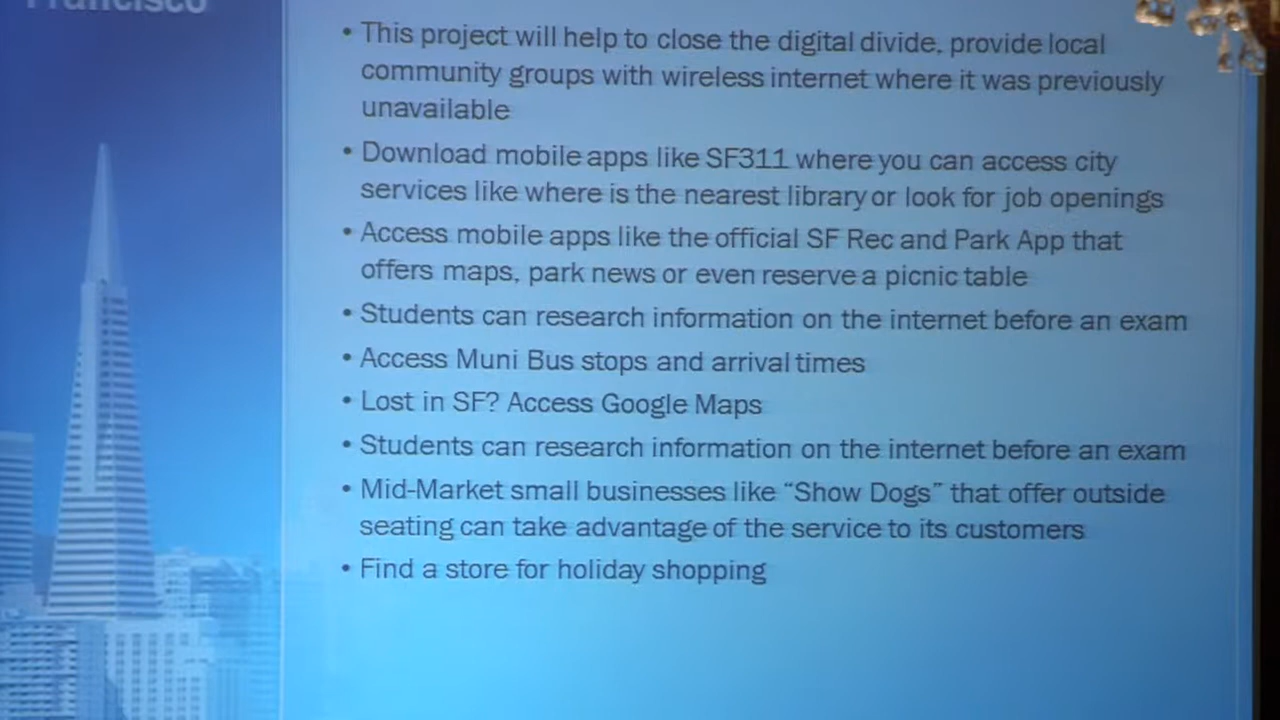 Francisco
• This project will help to close the digital divide, provide local
community groups with wireless internet where it was previously
unavailable
• Download mobile apps like SF311 where you can access city
services like where is the nearest library or look for job openings
• Access mobile apps like the official SF Rec and Park App that
offers maps, park news or even reserve a picnic table
• Students can research information on the internet before an exam
• Access Muni Bus stops and arrival times
• Lost in SF? Access Google Maps
• Students can research information on the internet before an exam
• Mid-Market small businesses like “Show Dogs” that offer outside
seating can take advantage of the service to its customers
• Find a store for holiday shopping